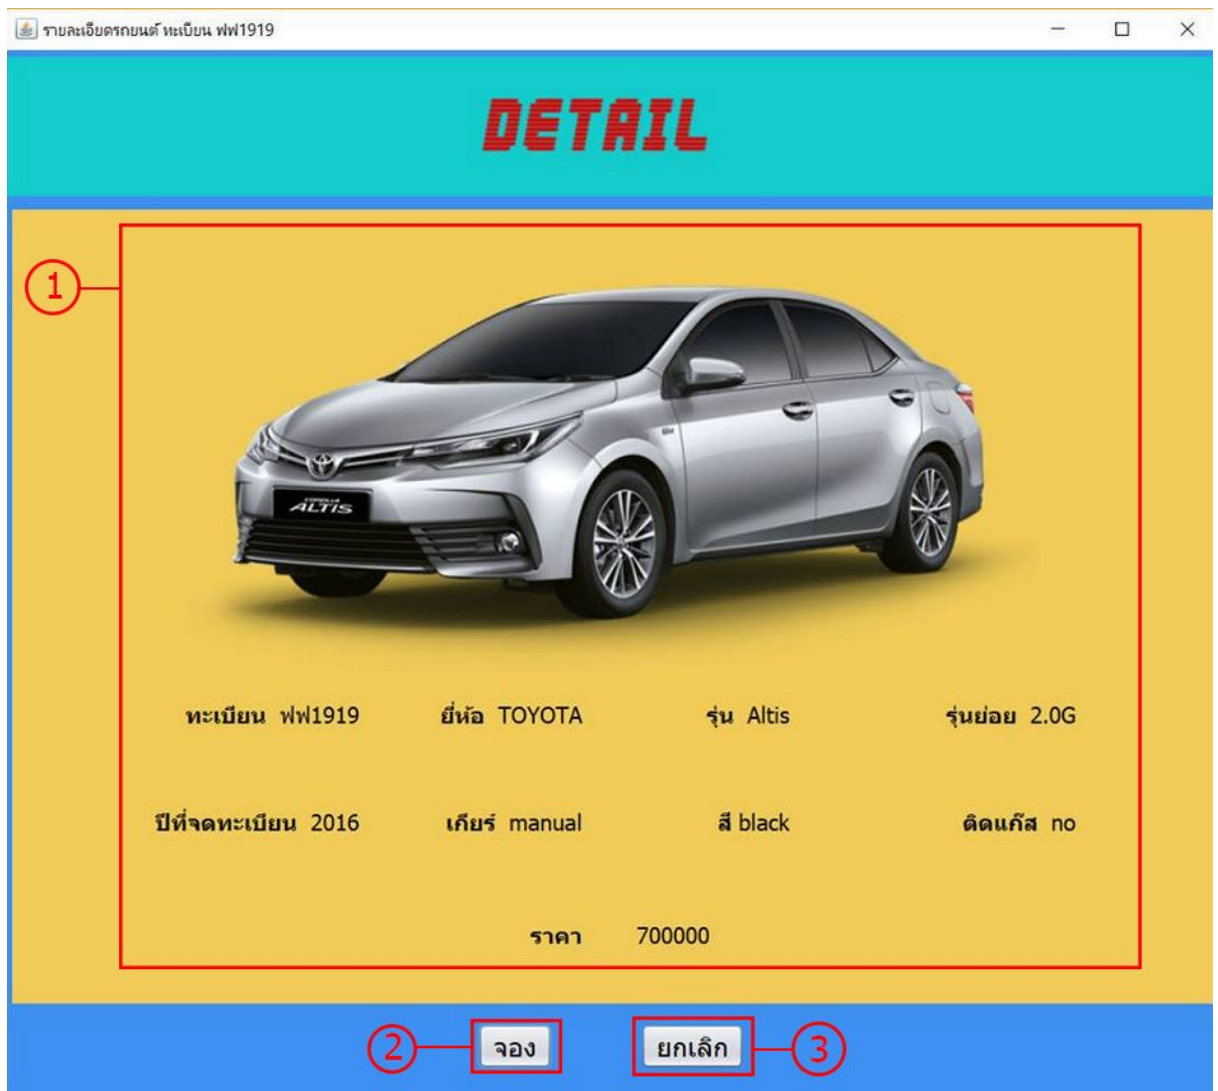 รายละเอียดรถยนต์ ทะเบียน ฟฟ1919
DETAIL
1
COROLLA
ALTIS
ทะเบียน ฟฟ1919 ยี่ห้อ TOYOTA รุ่น Altis รุ่นย่อย 2.0G
ปีที่จดทะเบียน 2016 เกียร์ manual สี black ติดแก๊ส no
ราคา 700000
2 จอง ยกเลิก 3